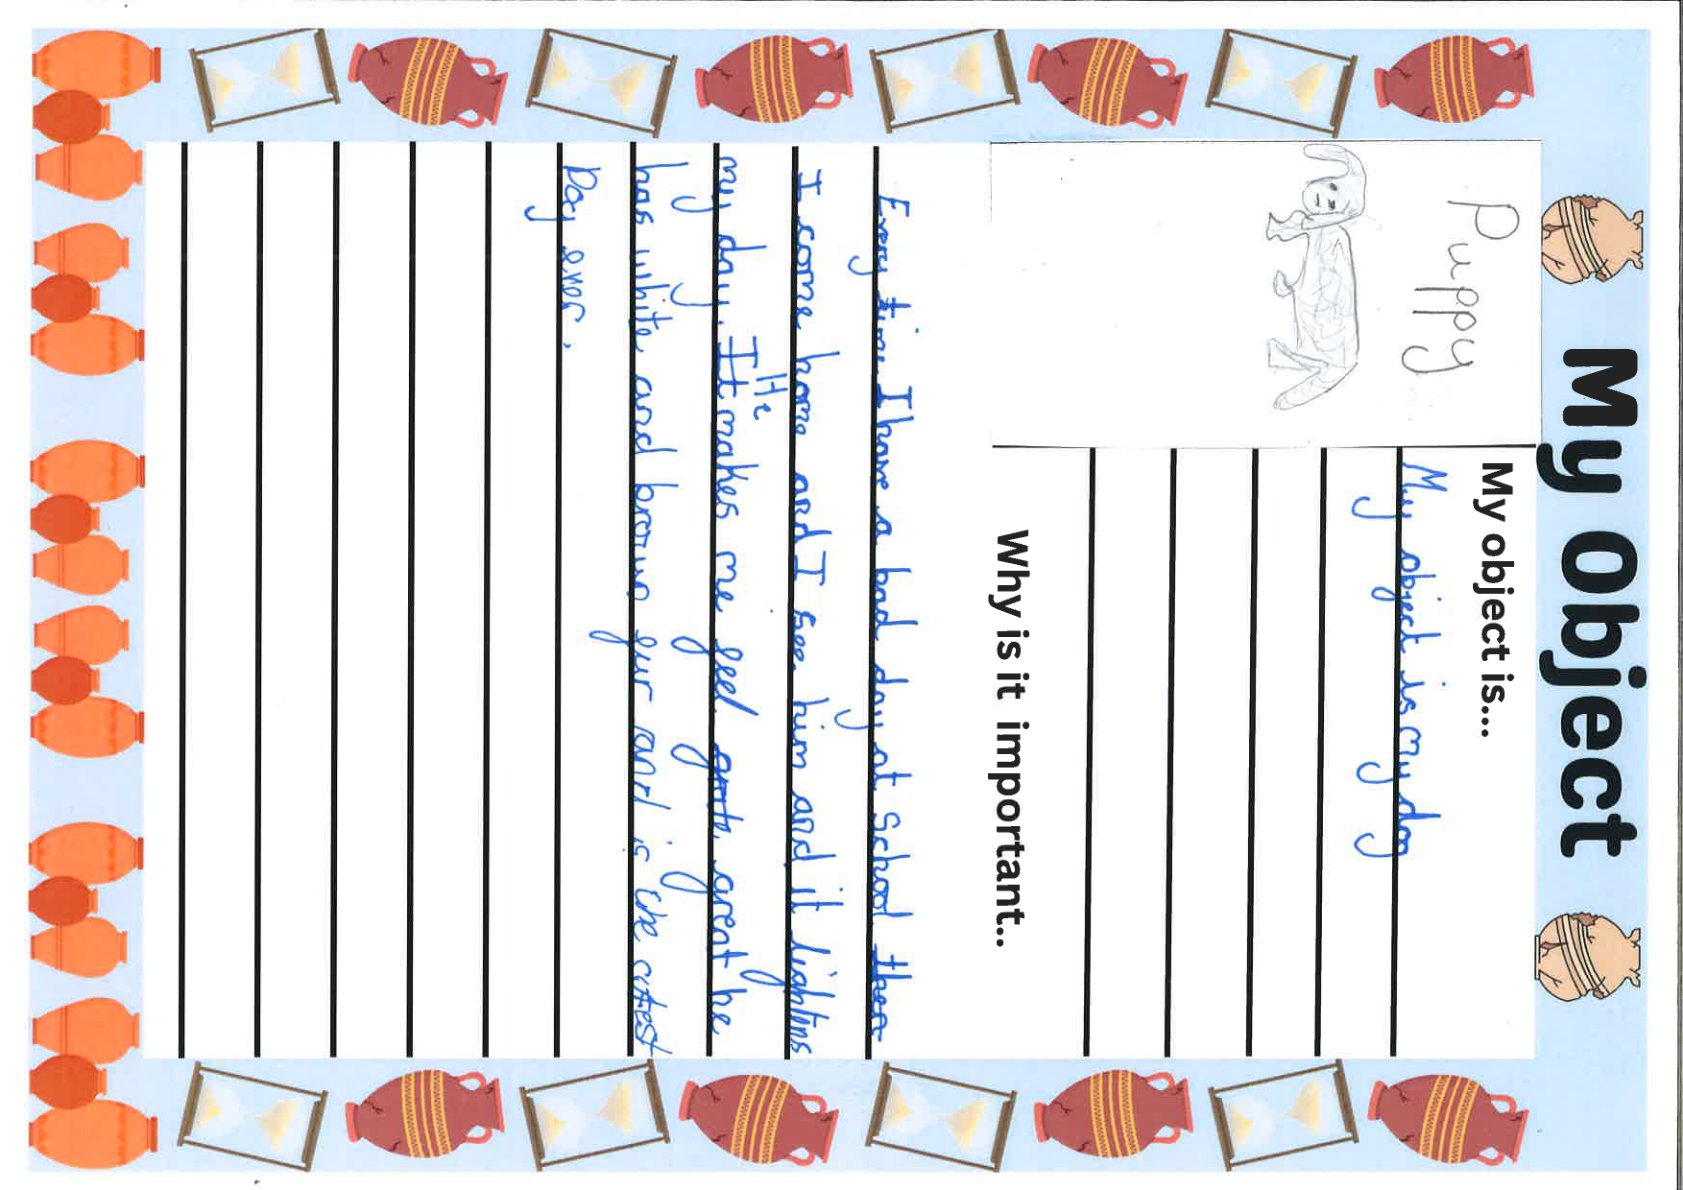 My Object
Puppy
My object is...
My object is my dog
Why is it important..
Every time I have a bad day at School then
I come home and I see him and it lightens
He
my day. It makes me feel grate great he
has white and brown fur and is the cutest
Dog ever.